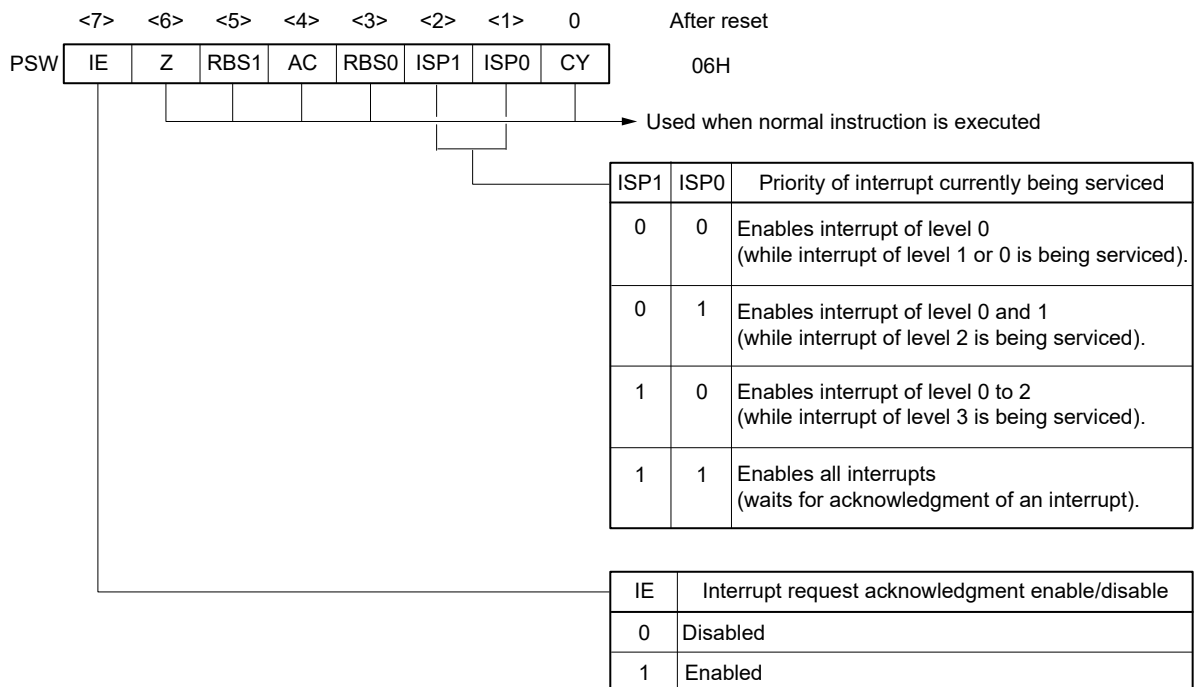 <7> <6> <5> <4> <3> <2> <1> 0 After reset
PSW IE Z RBS1 AC RBS0 ISP1 ISP0 CY 06H
Used when normal instruction is executed
ISP1 ISP0 Priority of interrupt currently being serviced
0 0 Enables interrupt of level 0
(while interrupt of level 1 or 0 is being serviced).
0 1 Enables interrupt of level 0 and 1
(while interrupt of level 2 is being serviced).
1 0 Enables interrupt of level 0 to 2
(while interrupt of level 3 is being serviced).
1 1 Enables all interrupts
(waits for acknowledgment of an interrupt).
IE Interrupt request acknowledgment enable/disable
0 Disabled
1 Enabled